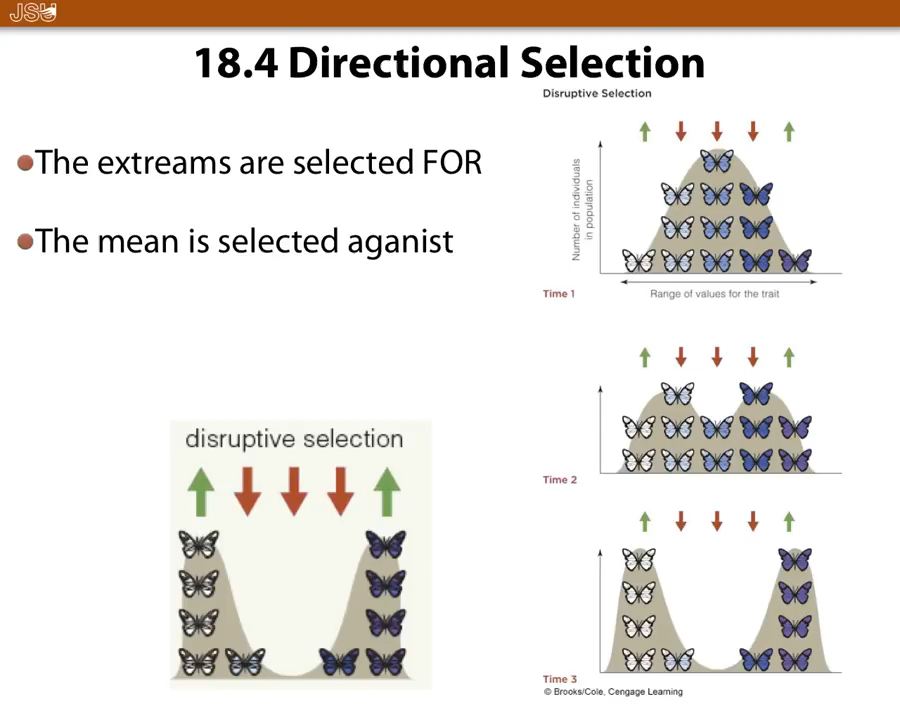 JSU
18.4 Directional Selection
The extreams are selected FOR
The mean is selected aganist
disruptive selection
Disruptive Selection
Number of individuals
in population
Time 1
Range of values for the trait
Time 2
Time 3
© Brooks/Cole, Cengage Learning